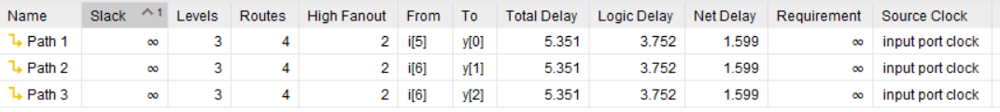 Name Slack ^1 Levels Routes High Fanout From To Total Delay Logic Delay Net Delay Requirement Source Clock
Path 1 ∞ 3 4 2 i[5] y[0] 5.351 3.752 1.599 ∞ input port clock
Path 2 ∞ 3 4 2 i[6] y[1] 5.351 3.752 1.599 ∞ input port clock
Path 3 ∞ 3 4 2 i[6] y[2] 5.351 3.752 1.599 ∞ input port clock